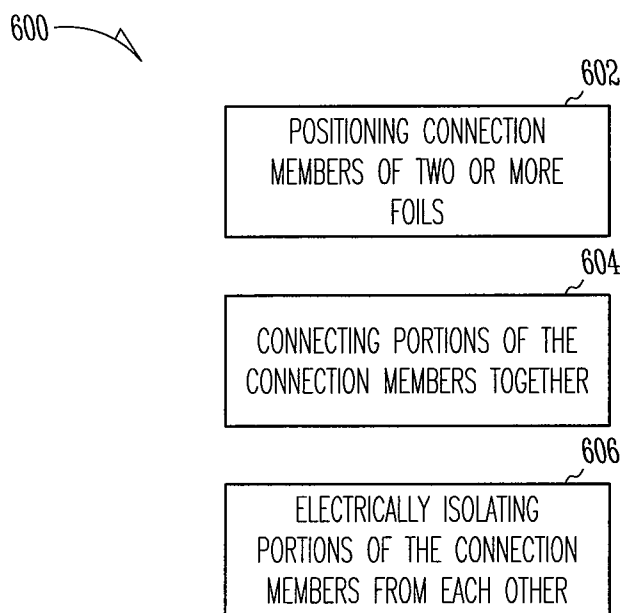 600
602
POSITIONING CONNECTION
MEMBERS OF TWO OR MORE
FOILS
604
CONNECTING PORTIONS OF THE
CONNECTION MEMBERS TOGETHER
606
ELECTRICALLY ISOLATING
PORTIONS OF THE CONNECTION
MEMBERS FROM EACH OTHER